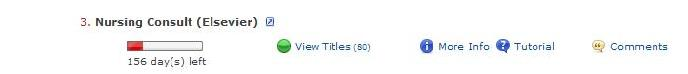 3. Nursing Consult (Elsevier)
View Titles (80) More Info Tutorial Comments
156 day(s) left